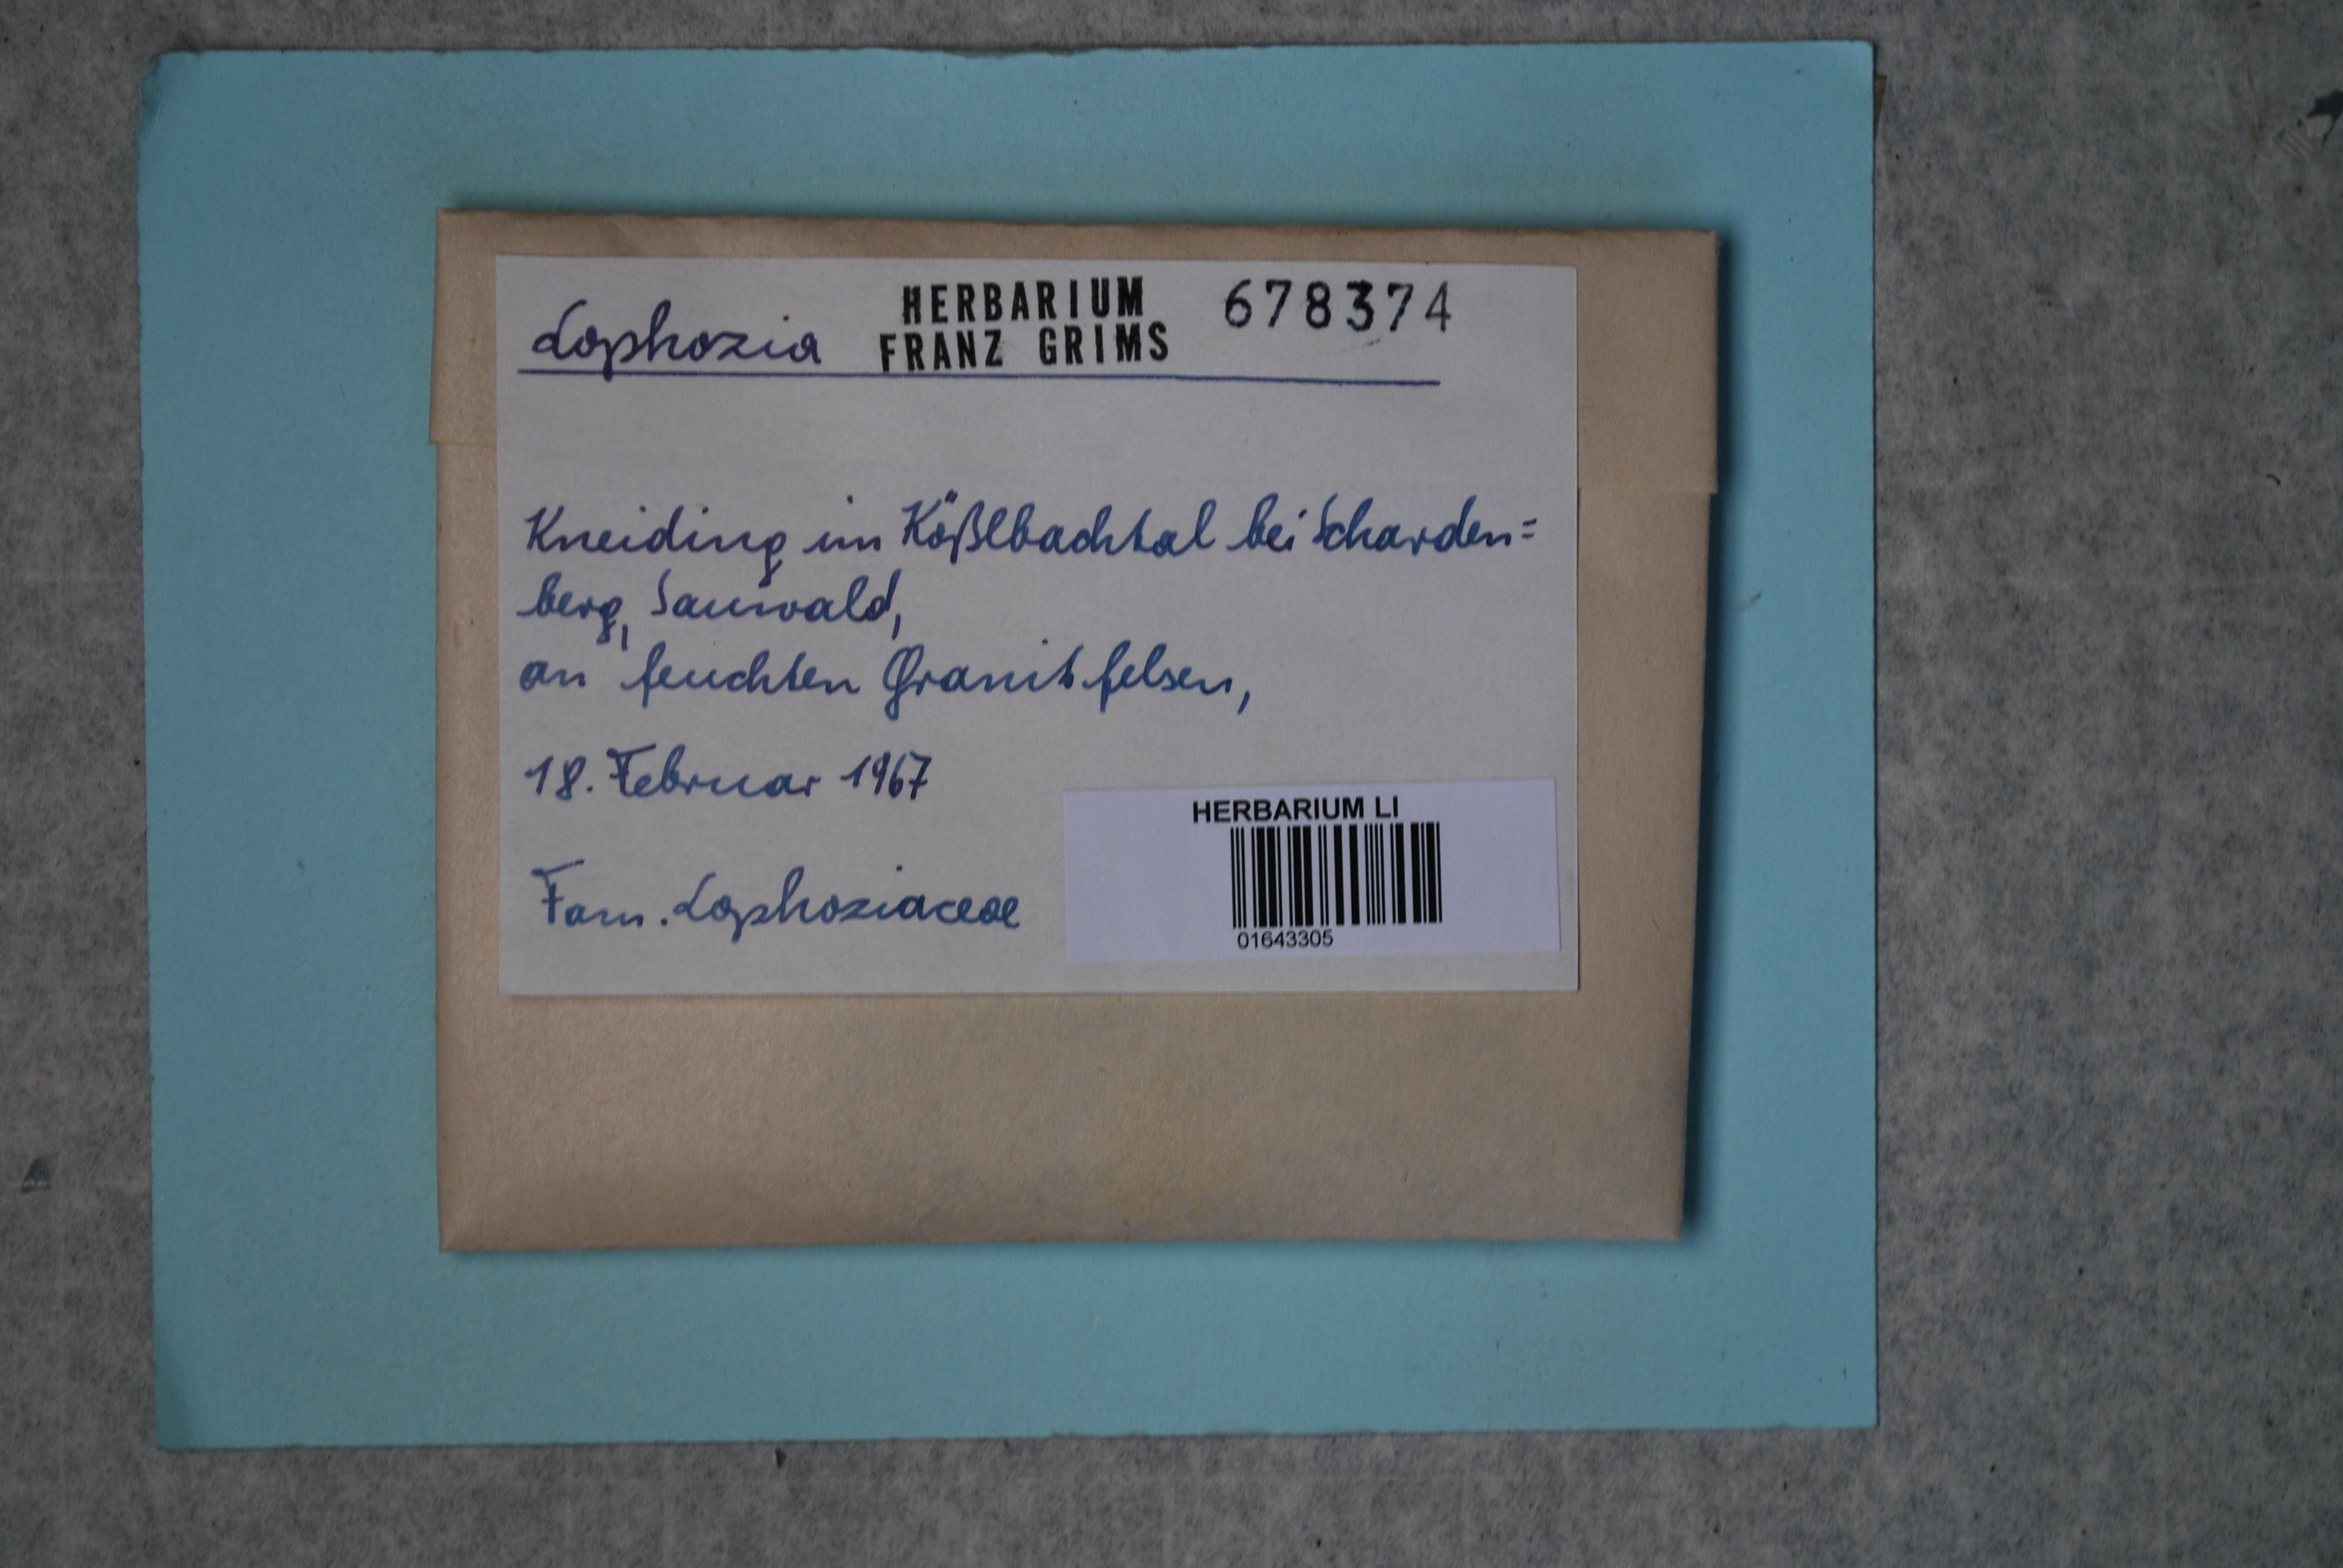 Lophozia HERBARIUM FRANZ GRIMS 678374
Kneiding im Kößlbachtal bei Scharden=
berg, Sauwald,
an feuchten Granitfelsen,
18. Februar 1967
Fam. Lophoziaceae
HERBARIUM LI
01643305